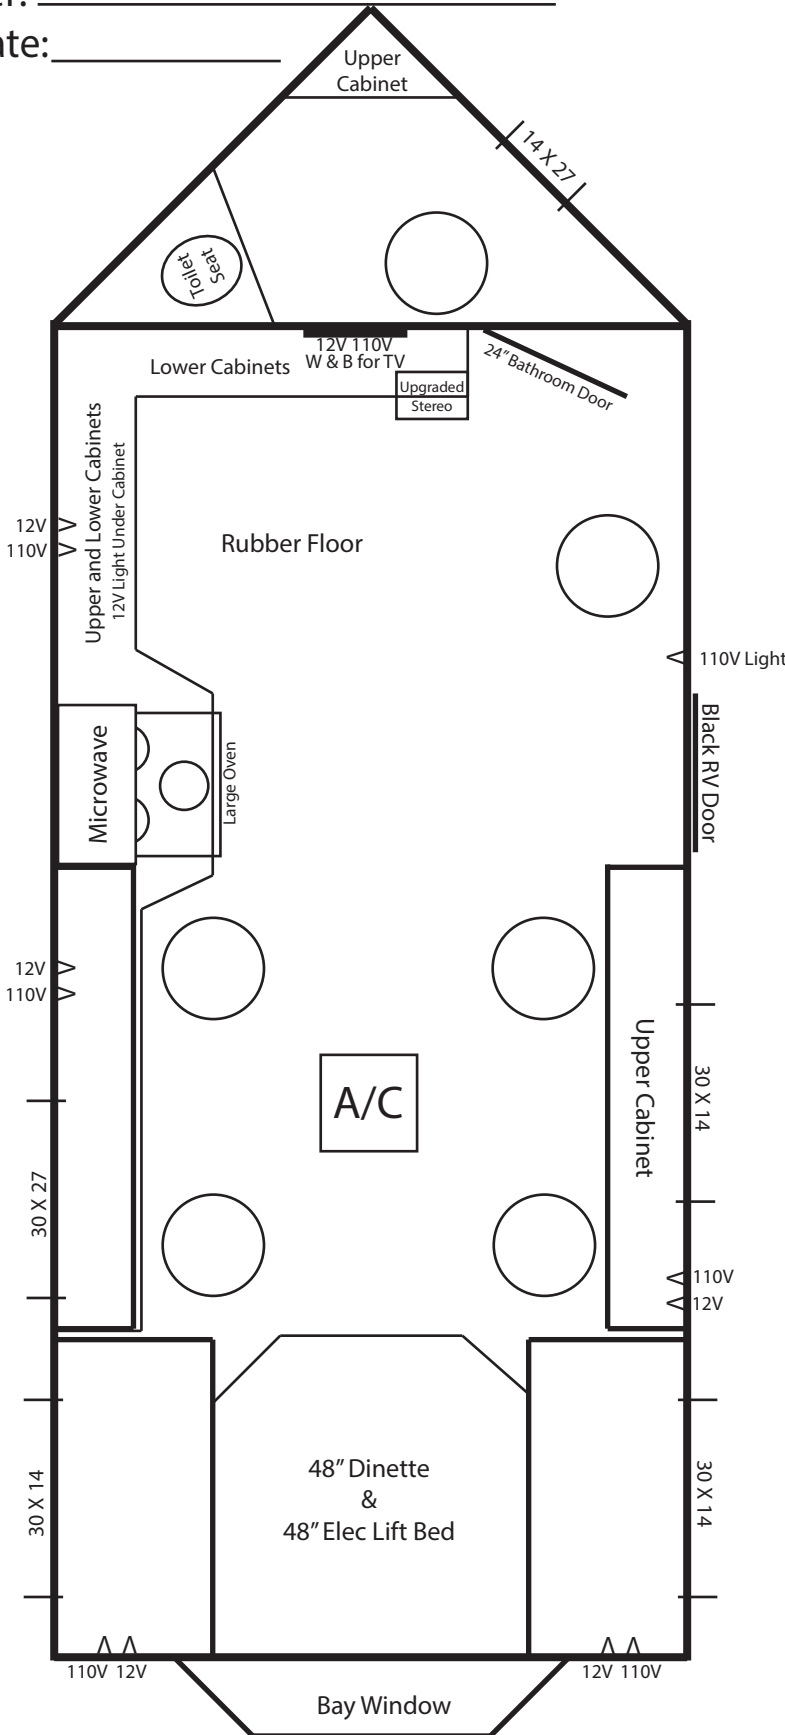 ate:
Upper
Cabinet
14 X 27
Toilet
Seat
12V 110V
W & B for TV
Lower Cabinets
24" Bathroom Door
Upgraded
Stereo
Upper and Lower Cabinets
12V Light Under Cabinet
12V
110V
Rubber Floor
110V Light
Black RV Door
Microwave
Large Oven
12V
110V
Upper Cabinet
30 X 14
A/C
30 X 27
110V
12V
48" Dinette
&
48" Elec Lift Bed
30 X 14
30 X 14
110V 12V
12V 110V
Bay Window